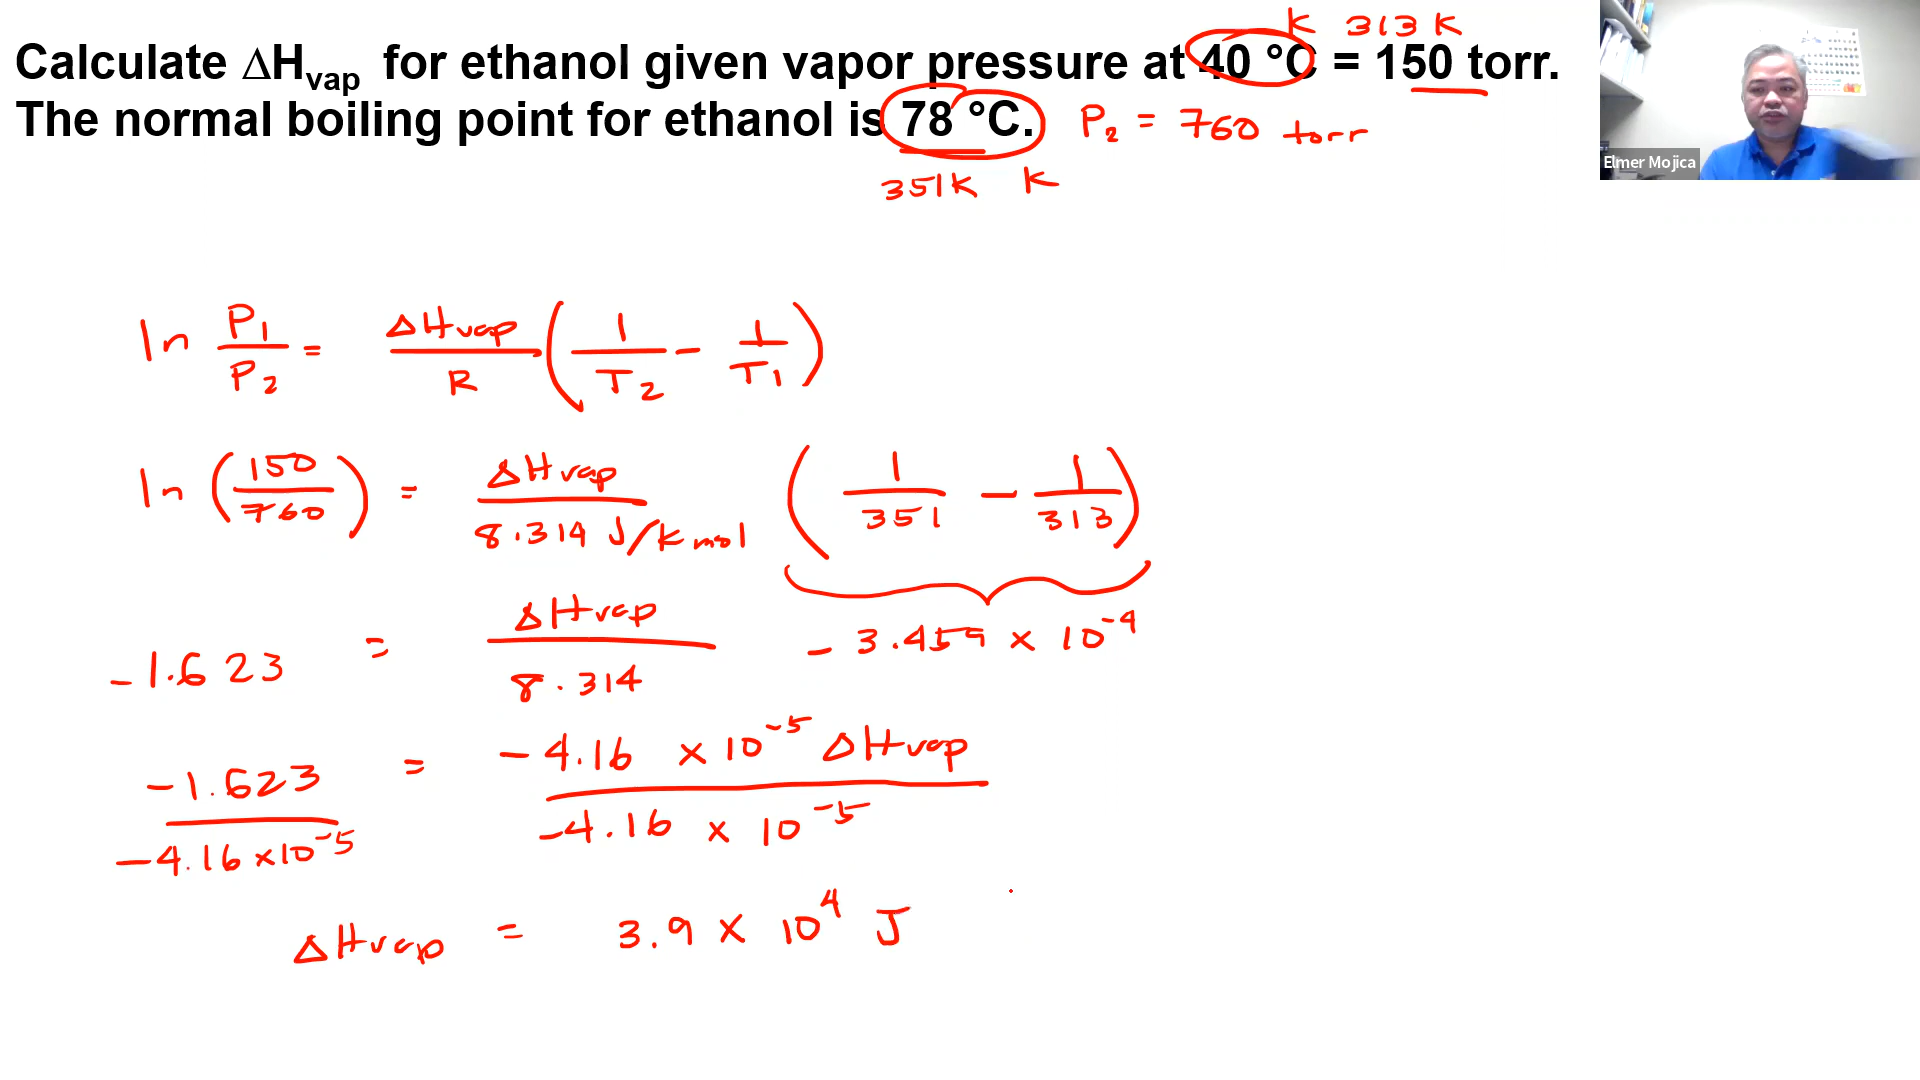 K 313 K
Calculate ΔHvap for ethanol given vapor pressure at 40 °C = 150 torr.
The normal boiling point for ethanol is 78 °C. P₂ = 760 torr
351K K
Elmer Mojica
ln P₁/P₂ = ΔHvap/R (1/T₂ - 1/T₁)
ln (150/760) = ΔHvap/8.314 J/K mol (1/351 - 1/313)
-1.623 = ΔHvap/8.314 - 3.459 x 10⁻⁴
-1.623/-4.16 x10⁻⁵ = -4.16 x 10⁻⁵ ΔHvap/-4.16 x 10⁻⁵
ΔHvap = 3.9 x 10⁴ J